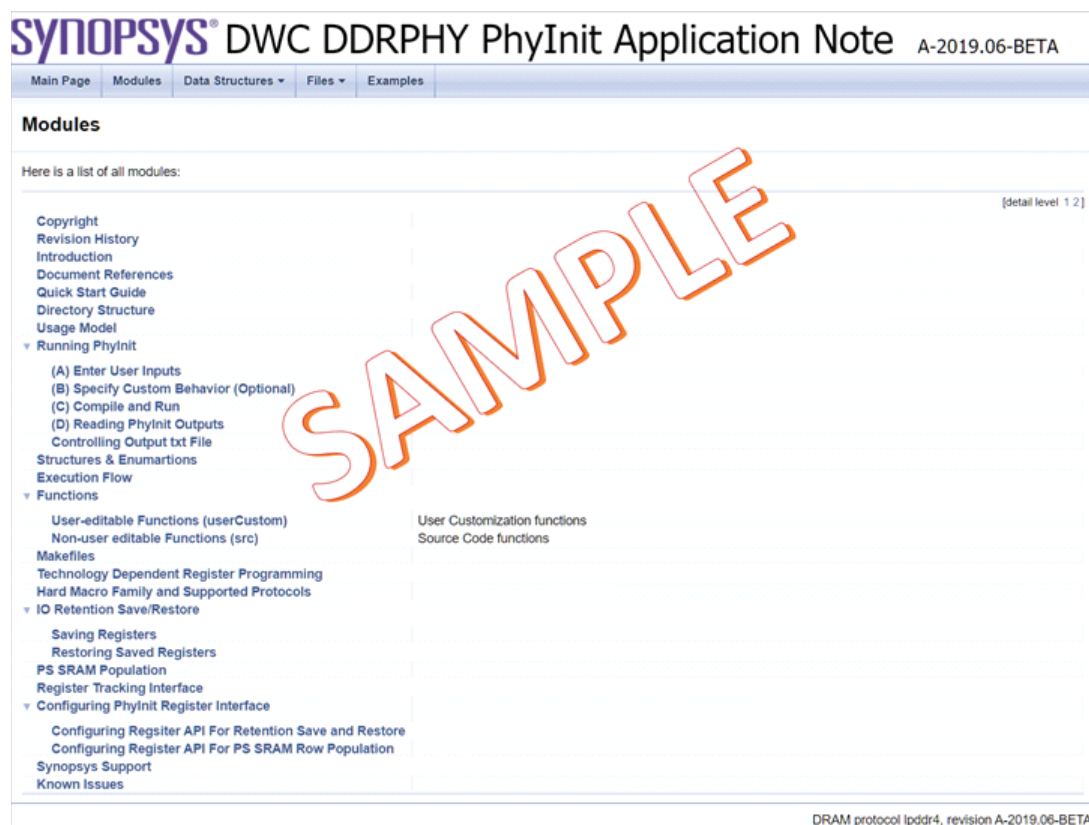 SYNOPSYS® DWC DDRPHY PhyInit Application Note A-2019.06-BETA
Main Page Modules Data Structures Files Examples
Modules
Here is a list of all modules:
[detail level 1 2]
Copyright
Revision History
Introduction
Document References
Quick Start Guide
Directory Structure
Usage Model
Running PhyInit
(A) Enter User Inputs
(B) Specify Custom Behavior (Optional)
(C) Compile and Run
(D) Reading PhyInit Outputs
Controlling Output txt File
Structures & Enumartions
Execution Flow
Functions
User-editable Functions (userCustom) User Customization functions
Non-user editable Functions (src) Source Code functions
Makefiles
Technology Dependent Register Programming
Hard Macro Family and Supported Protocols
IO Retention Save/Restore
Saving Registers
Restoring Saved Registers
PS SRAM Population
Register Tracking Interface
Configuring PhyInit Register Interface
Configuring Regsiter API For Retention Save and Restore
Configuring Register API For PS SRAM Row Population
Synopsys Support
Known Issues
SAMPLE
DRAM protocol lpddr4, revision A-2019.06-BETA